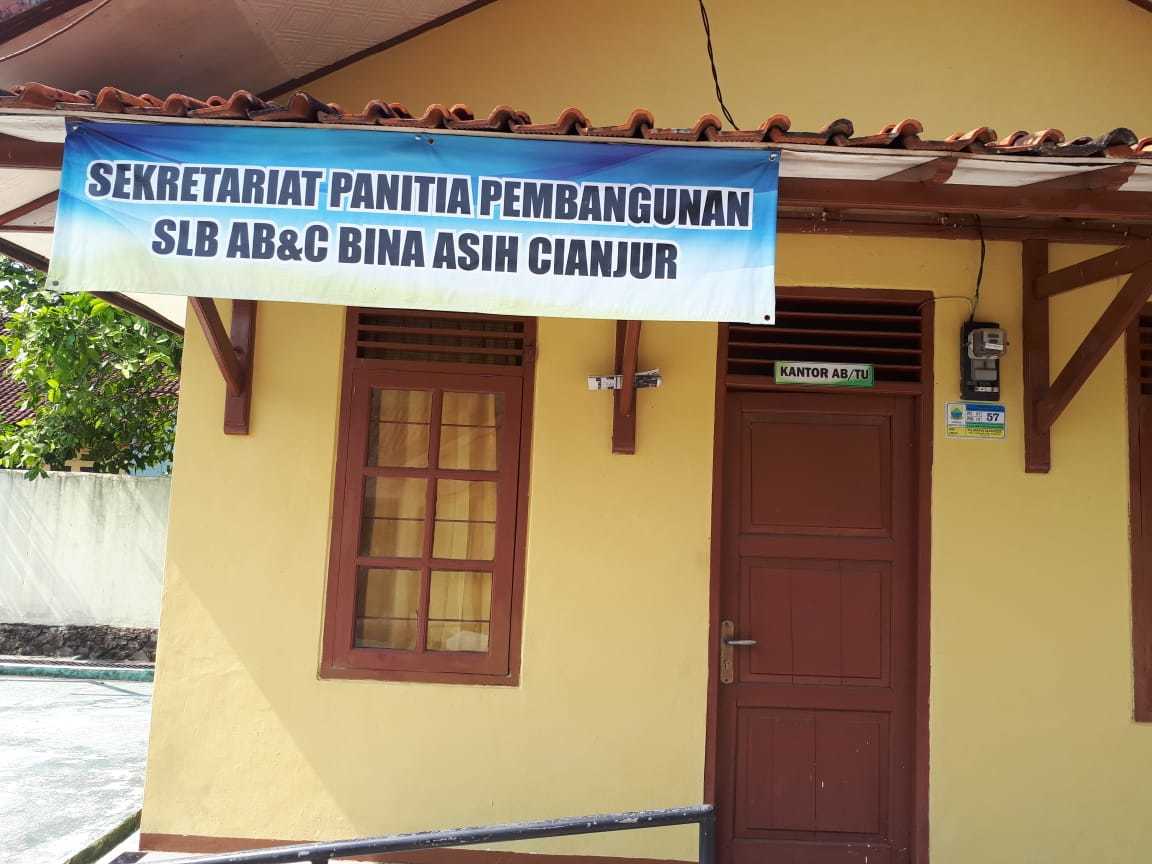 SEKRETARIAT PANITIA PEMBANGUNAN
SLB AB&C BINA ASIH CIANJUR
KANTOR AB/TU
57